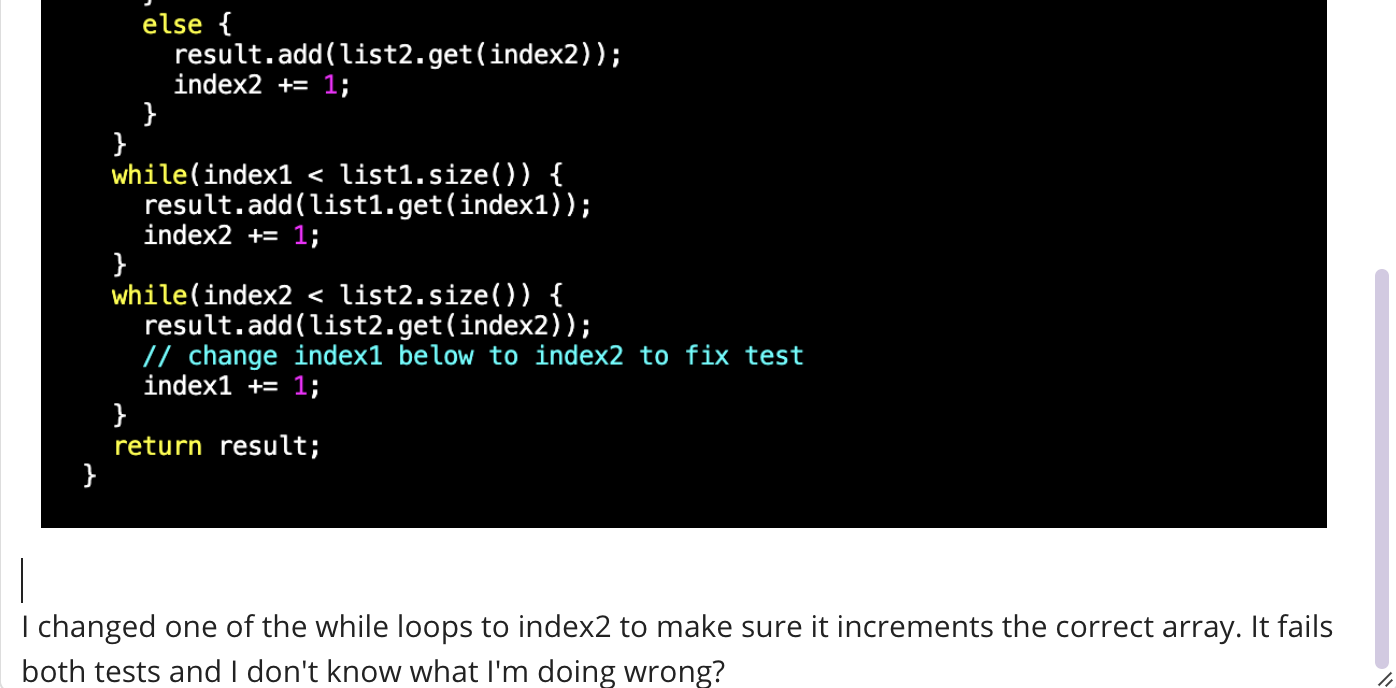 }
else {
result.add(list2.get(index2));
index2 += 1;
}
}
while(index1 < list1.size()) {
result.add(list1.get(index1));
index2 += 1;
}
while(index2 < list2.size()) {
result.add(list2.get(index2));
// change index1 below to index2 to fix test
index1 += 1;
}
return result;
}
I changed one of the while loops to index2 to make sure it increments the correct array. It fails
both tests and I don't know what I'm doing wrong?